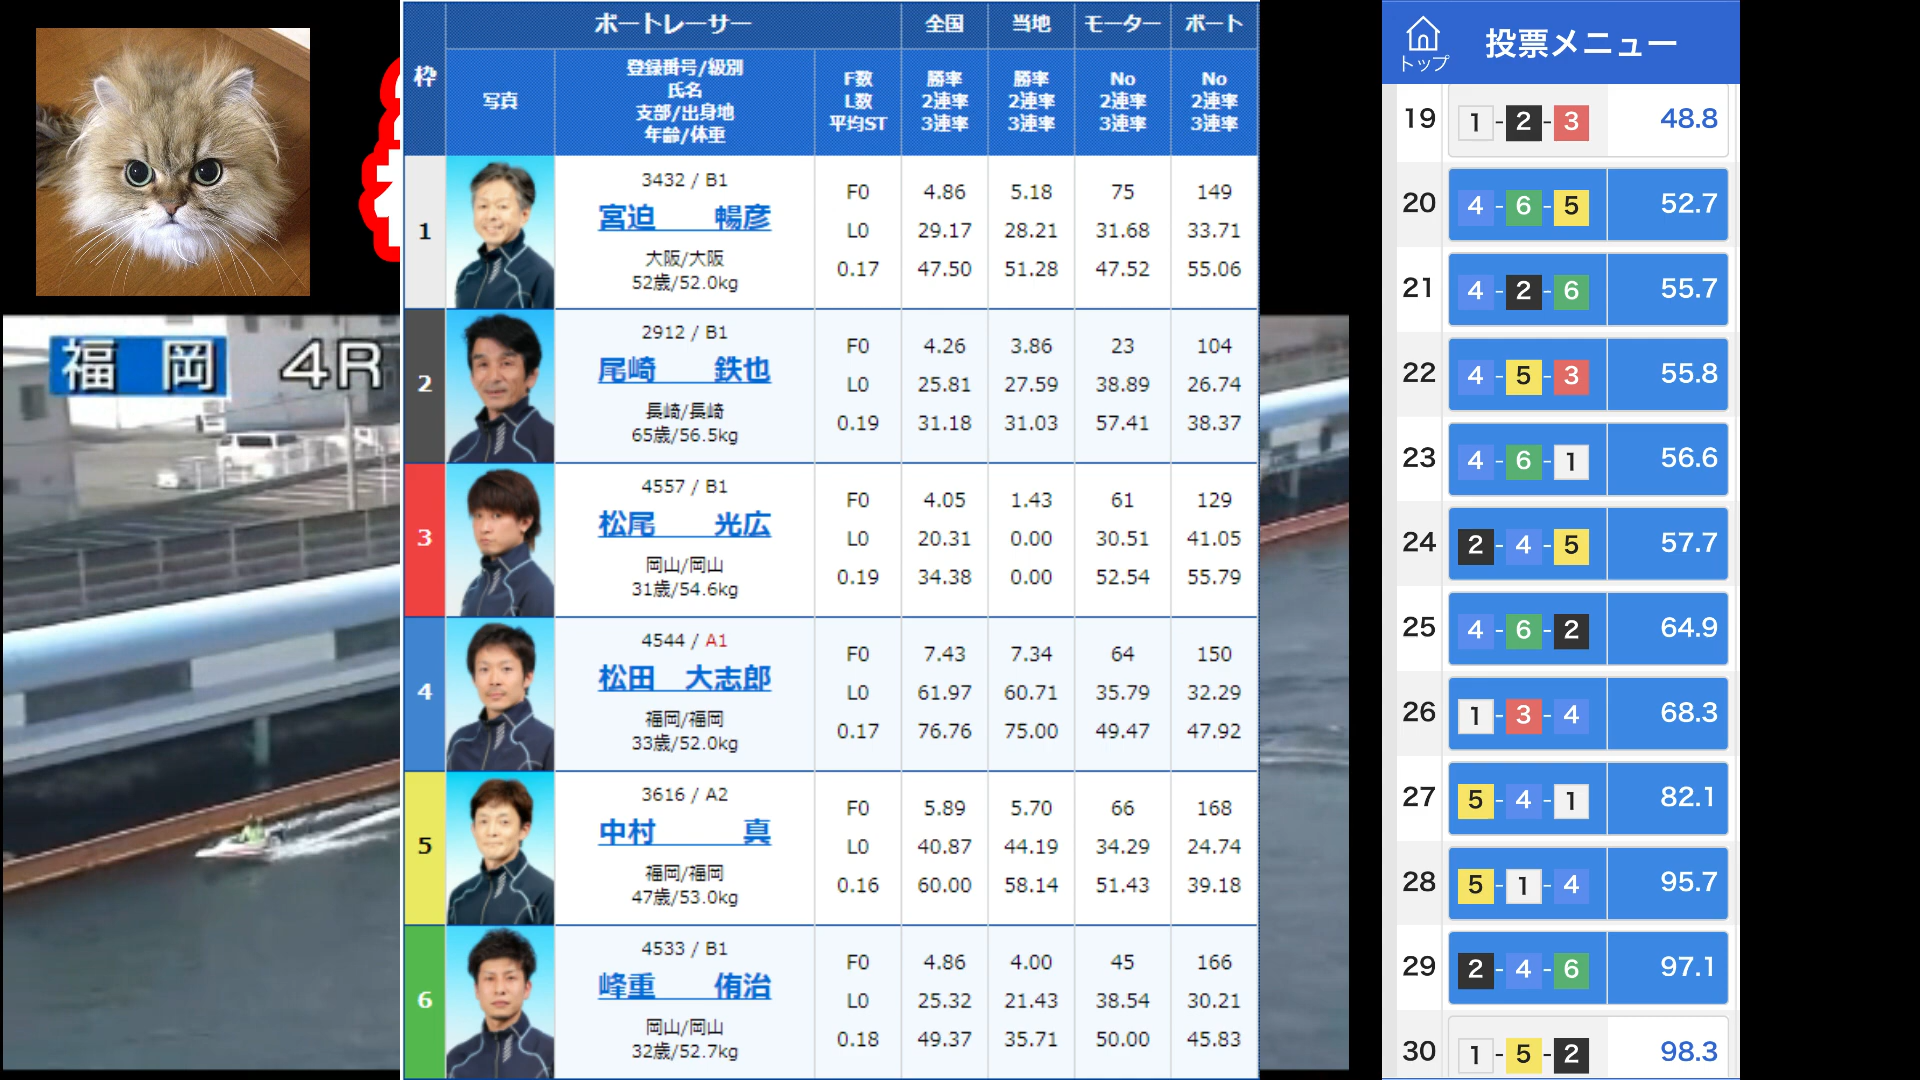 福岡 4R
ボートレーサー 全国 当地 モーター ボート
枠 写真 登録番号/級別 氏名 支部/出身地 年齢/体重 F数 L数 平均ST 勝率 2連率 3連率 勝率 2連率 3連率 No 2連率 3連率 No 2連率 3連率
1
3432 / B1
宮迫 暢彦
大阪/大阪
52歳/52.0kg
F0 4.86 5.18 75 149
L0 29.17 28.21 31.68 33.71
0.17 47.50 51.28 47.52 55.06
2
2912 / B1
尾崎 鉄也
長崎/長崎
65歳/56.5kg
F0 4.26 3.86 23 104
L0 25.81 27.59 38.89 26.74
0.19 31.18 31.03 57.41 38.37
3
4557 / B1
松尾 光広
岡山/岡山
31歳/54.6kg
F0 4.05 1.43 61 129
L0 20.31 0.00 30.51 41.05
0.19 34.38 0.00 52.54 55.79
4
4544 / A1
松田 大志郎
福岡/福岡
33歳/52.0kg
F0 7.43 7.34 64 150
L0 61.97 60.71 35.79 32.29
0.17 76.76 75.00 49.47 47.92
5
3616 / A2
中村 真
福岡/福岡
47歳/53.0kg
F0 5.89 5.70 66 168
L0 40.87 44.19 34.29 24.74
0.16 60.00 58.14 51.43 39.18
6
4533 / B1
峰重 侑治
岡山/岡山
32歳/52.7kg
F0 4.86 4.00 45 166
L0 25.32 21.43 38.54 30.21
0.18 49.37 35.71 50.00 45.83
トップ 投票メニュー
19 1-2-3 48.8
20 4-6-5 52.7
21 4-2-6 55.7
22 4-5-3 55.8
23 4-6-1 56.6
24 2-4-5 57.7
25 4-6-2 64.9
26 1-3-4 68.3
27 5-4-1 82.1
28 5-1-4 95.7
29 2-4-6 97.1
30 1-5-2 98.3